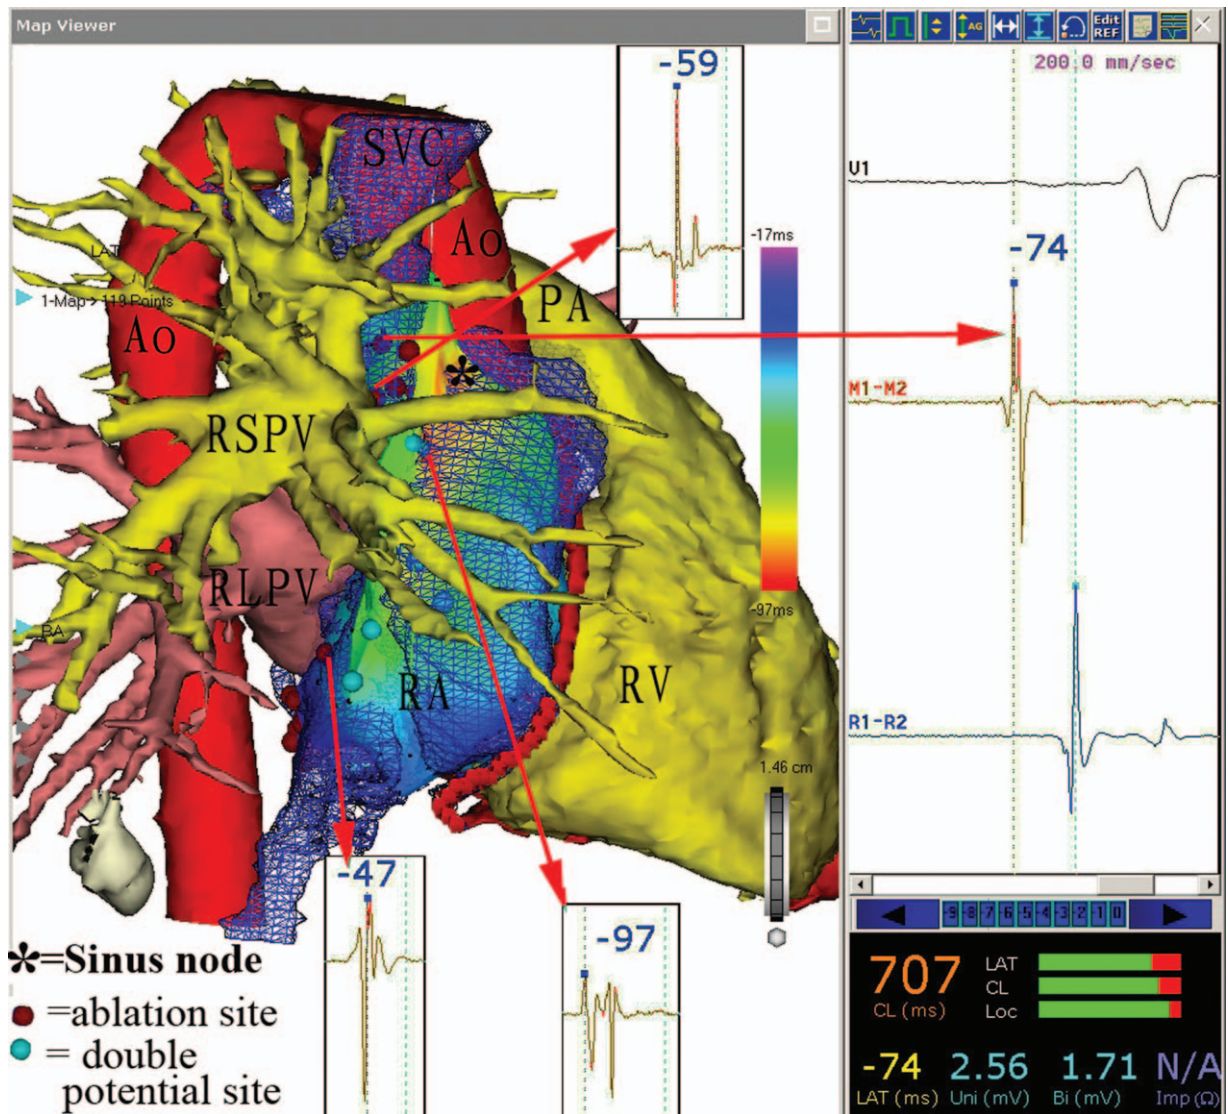 Map Viewer
AG
Edit
REF
200.0 mm/sec
-59
SVC
V1
-17ms
-74
LAT
Ao
1-Map > 119 Points
PA
Ao
*
M1-M2
RSPV
RLPV
-97ms
RA
RA
RV
R1-R2
1.46 cm
-47
-97
-9 -8 -7 -6 -5 -4 -3 -2 -1 0
*=Sinus node
=ablation site
= double
potential site
707
CL (ms)
LAT
CL
Loc
-74 2.56 1.71 N/A
LAT (ms) Uni (mV) Bi (mV) Imp (Ω)